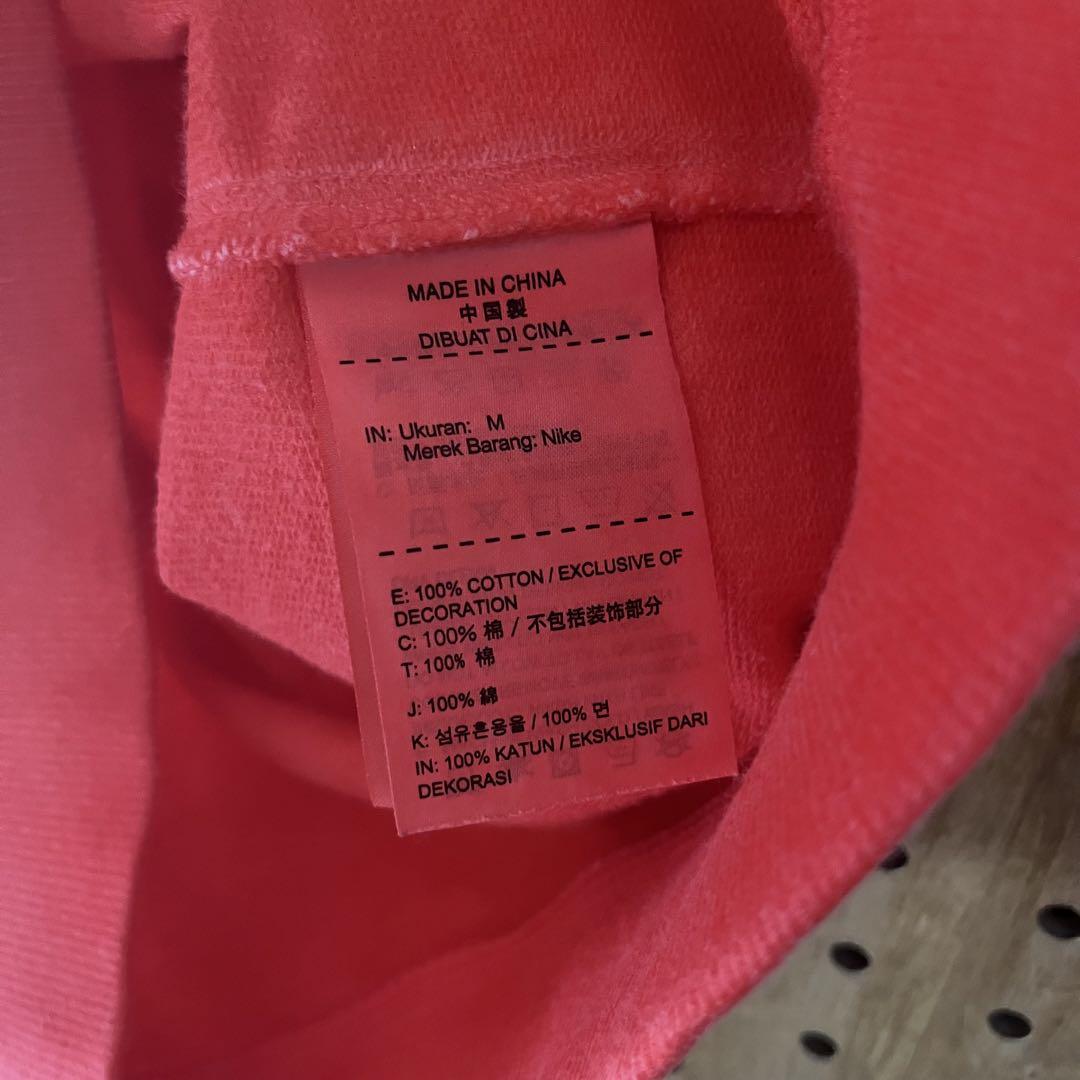 MADE IN CHINA
中国製
DIBUAT DI CINA
IN: Ukuran: M
Merek Barang: Nike
E: 100% COTTON / EXCLUSIVE OF
DECORATION
C: 100% 棉 / 不包括装饰部分
T: 100% 棉
J: 100% 綿
K: 섬유혼용율 / 100% 면
IN: 100% KATUN / EKSKLUSIF DARI
DEKORASI